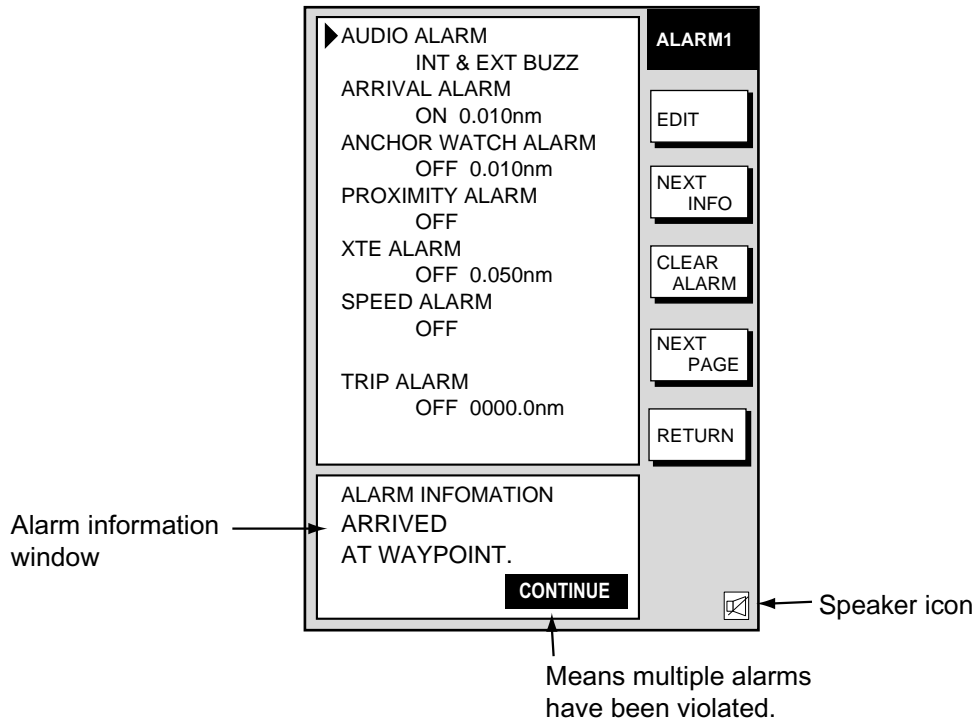 AUDIO ALARM
INT & EXT BUZZ
ARRIVAL ALARM
ON 0.010nm
ANCHOR WATCH ALARM
OFF 0.010nm
PROXIMITY ALARM
OFF
XTE ALARM
OFF 0.050nm
SPEED ALARM
OFF
TRIP ALARM
OFF 0000.0nm
ALARM1
EDIT
NEXT
INFO
CLEAR
ALARM
NEXT
PAGE
RETURN
ALARM INFOMATION
ARRIVED
AT WAYPOINT.
CONTINUE
Alarm information
window
Speaker icon
Means multiple alarms
have been violated.